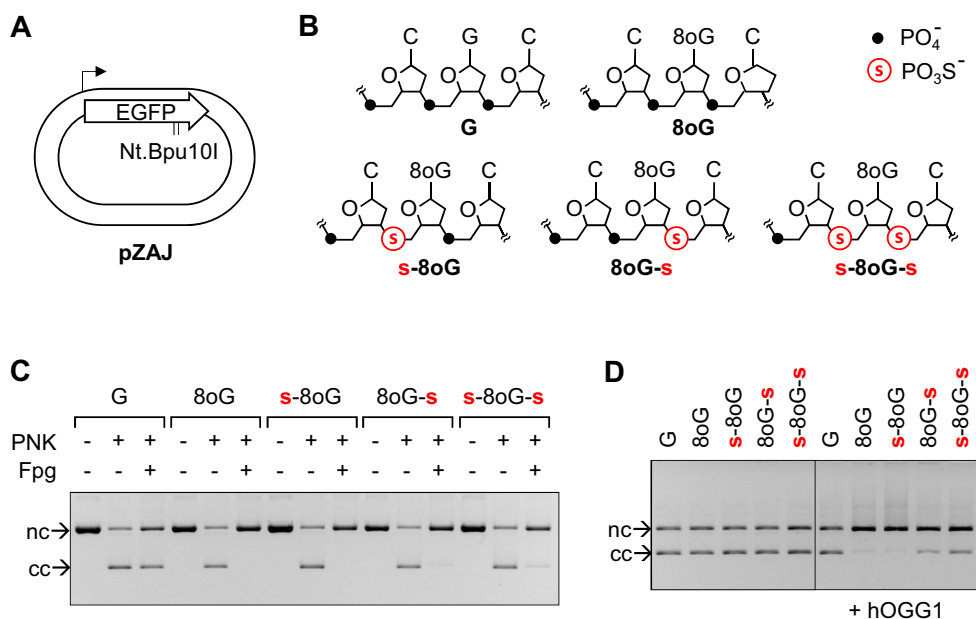 A
EGFP
Nt.Bpu10I
pZAJ
B
C G C
O O O
G
C 8oG C
O O O
8oG
PO4−
S PO3S−
C 8oG C
O O O
S
s-8oG
C 8oG C
O O O
S
8oG-s
C 8oG C
O O O
S S
s-8oG-s
C
G 8oG s-8oG 8oG-s s-8oG-s
PNK - + + - + + - + + - + + - + +
Fpg - - + - - + - - + - - + - - +
nc
cc
D
G 8oG s-8oG 8oG-s s-8oG-s G 8oG s-8oG 8oG-s s-8oG-s
nc
cc
+ hOGG1